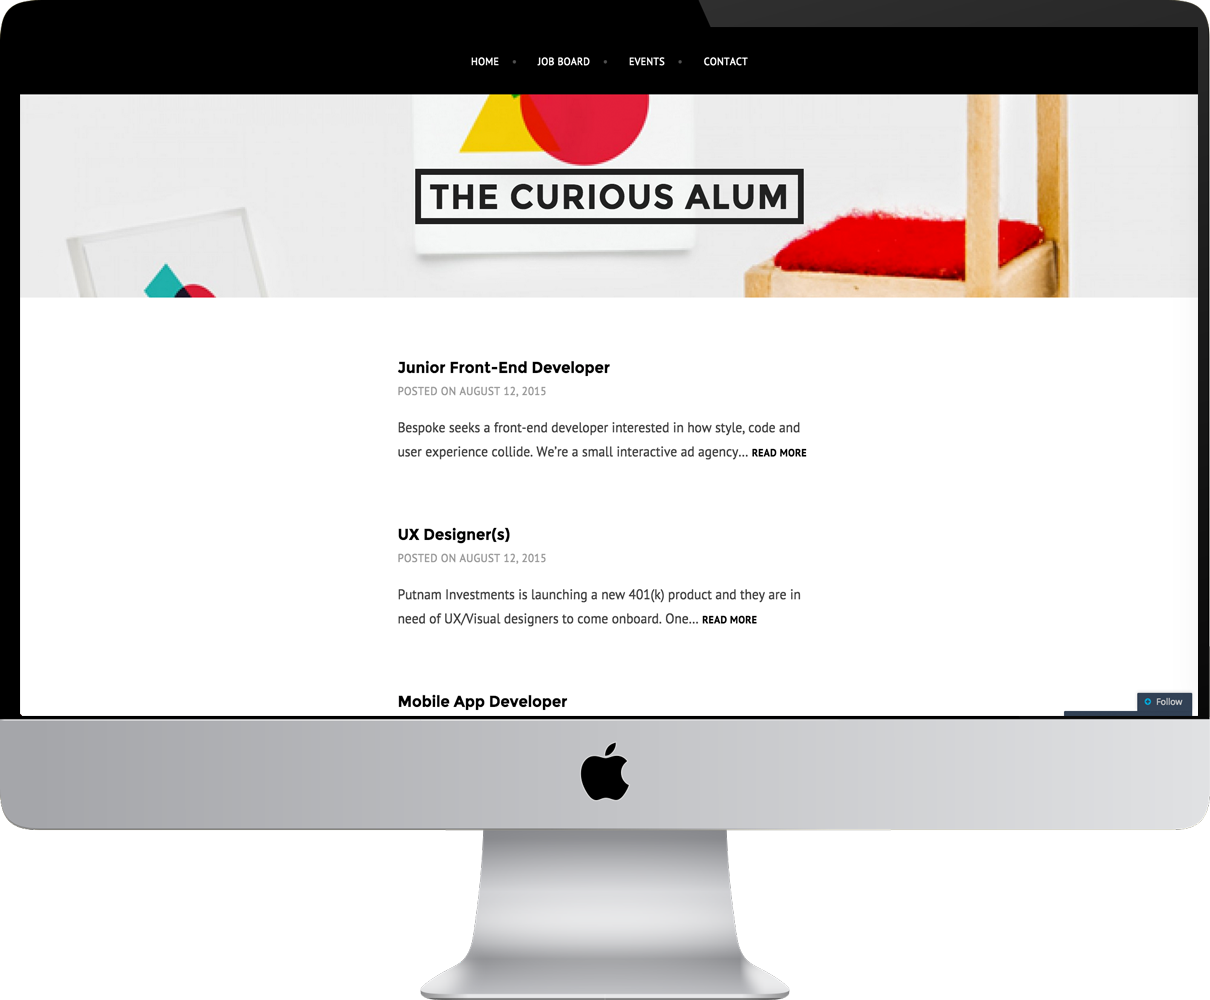 HOME • JOB BOARD • EVENTS • CONTACT
THE CURIOUS ALUM
Junior Front-End Developer
POSTED ON AUGUST 12, 2015
Bespoke seeks a front-end developer interested in how style, code and
user experience collide. We’re a small interactive ad agency... READ MORE
UX Designer(s)
POSTED ON AUGUST 12, 2015
Putnam Investments is launching a new 401(k) product and they are in
need of UX/Visual designers to come onboard. One... READ MORE
Mobile App Developer
Follow